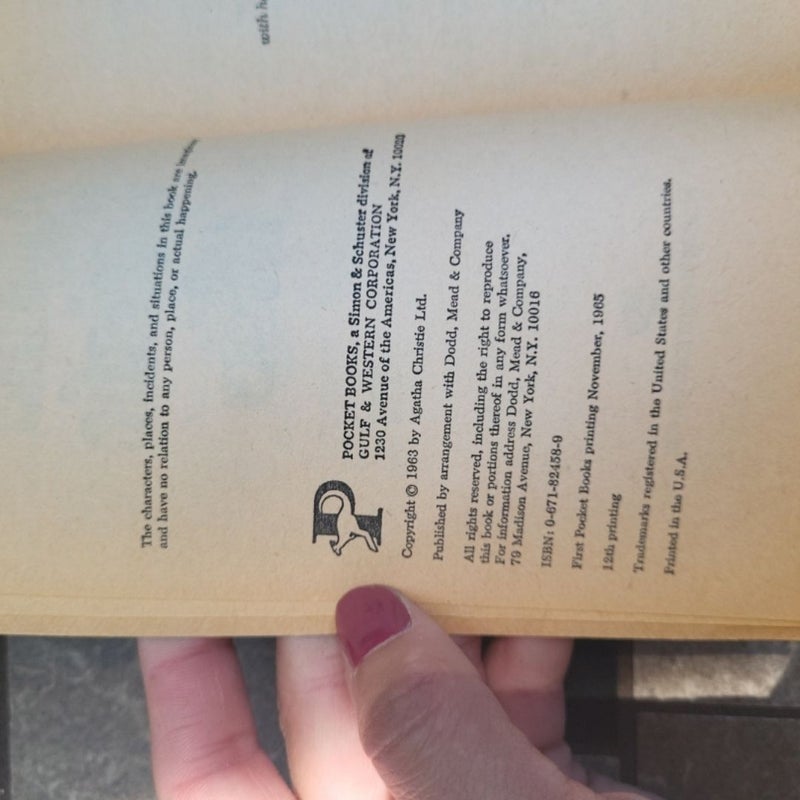 with h
The characters, places, incidents, and situations in this book are
and have no relation to any person, place, or actual happening.
POCKET BOOKS, a Simon & Schuster division of
GULF & WESTERN CORPORATION
1230 Avenue of the Americas, New York, N.Y. 10020
Copyright © 1963 by Agatha Christie Ltd.
Published by arrangement with Dodd, Mead & Company
All rights reserved, including the right to reproduce
this book or portions thereof in any form whatsoever.
For information address Dodd, Mead & Company,
79 Madison Avenue, New York, N.Y. 10016
ISBN: 0-671-82458-9
First Pocket Books printing November, 1965
12th printing
Trademarks registered in the United States and other countries.
Printed in the U.S.A.